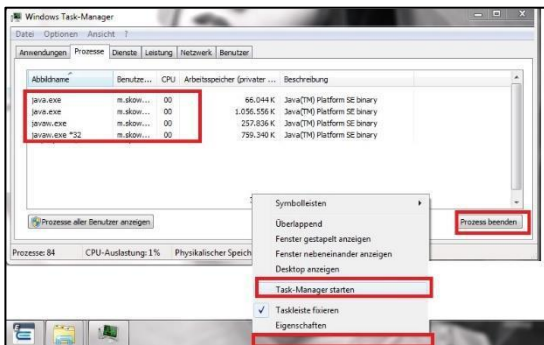 Windows Task-Manager
Datei Optionen Ansicht ?
Anwendungen Prozesse Dienste Leistung Netzwerk Benutzer
Abbildname Benutze... CPU Arbeitsspeicher (privater ... Beschreibung
java.exe m.skow... 00 66.044 K Java(TM) Platform SE binary
java.exe m.skow... 00 1.056.556 K Java(TM) Platform SE binary
javaw.exe m.skow... 00 257.836 K Java(TM) Platform SE binary
javaw.exe *32 m.skow... 00 759.340 K Java(TM) Platform SE binary
Prozesse aller Benutzer anzeigen
Prozess beenden
Prozesse: 84 CPU-Auslastung: 1% Physikalischer Speich
Symbolleisten
Überlappend
Fenster gestapelt anzeigen
Fenster nebeneinander anzeigen
Desktop anzeigen
Task-Manager starten
Taskleiste fixieren
Eigenschaften